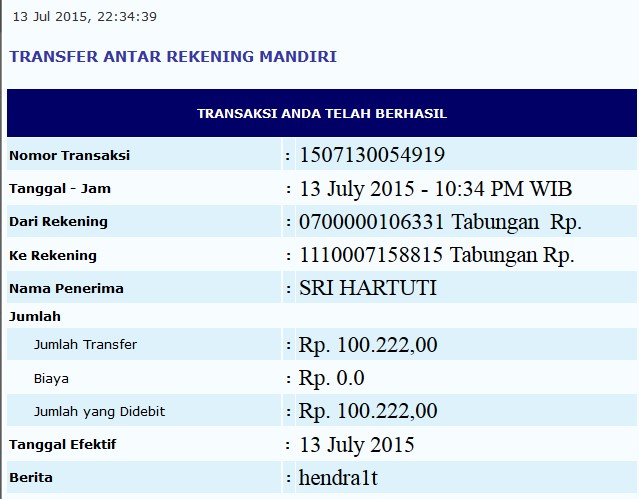 13 Jul 2015, 22:34:39
TRANSFER ANTAR REKENING MANDIRI
TRANSAKSI ANDA TELAH BERHASIL
Nomor Transaksi : 1507130054919
Tanggal - Jam : 13 July 2015 - 10:34 PM WIB
Dari Rekening : 0700000106331 Tabungan Rp.
Ke Rekening : 1110007158815 Tabungan Rp.
Nama Penerima : SRI HARTUTI
Jumlah
Jumlah Transfer : Rp. 100.222,00
Biaya : Rp. 0.0
Jumlah yang Didebit : Rp. 100.222,00
Tanggal Efektif : 13 July 2015
Berita : hendra1t